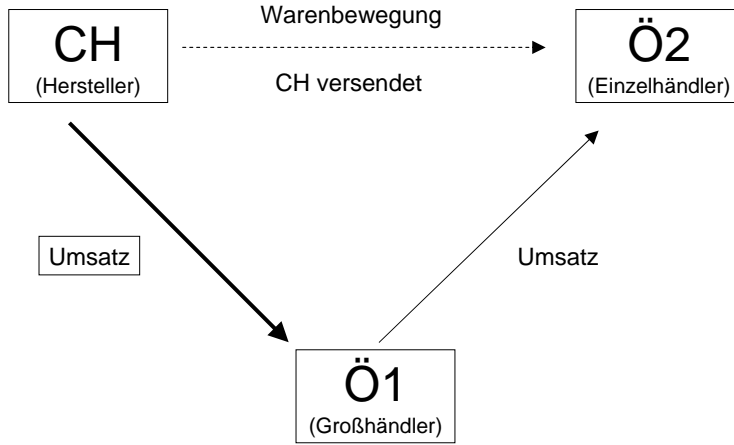 Warenbewegung
CH
(Hersteller)
Ö2
(Einzelhändler)
CH versendet
Umsatz
Umsatz
Ö1
(Großhändler)